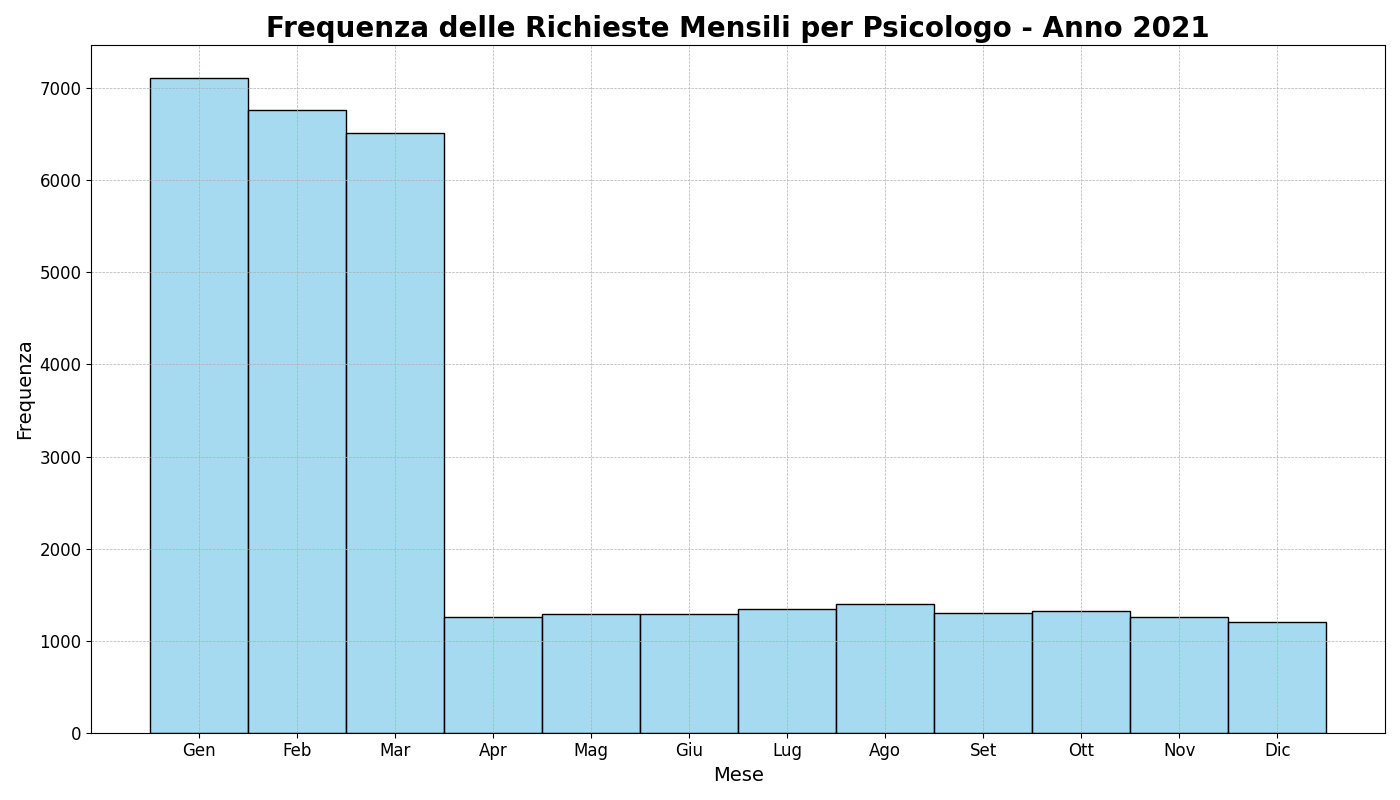 Frequenza delle Richieste Mensili per Psicologo - Anno 2021
7000
6000
5000
4000
3000
2000
1000
0
Frequenza
Gen Feb Mar Apr Mag Giu Lug Ago Set Ott Nov Dic
Mese